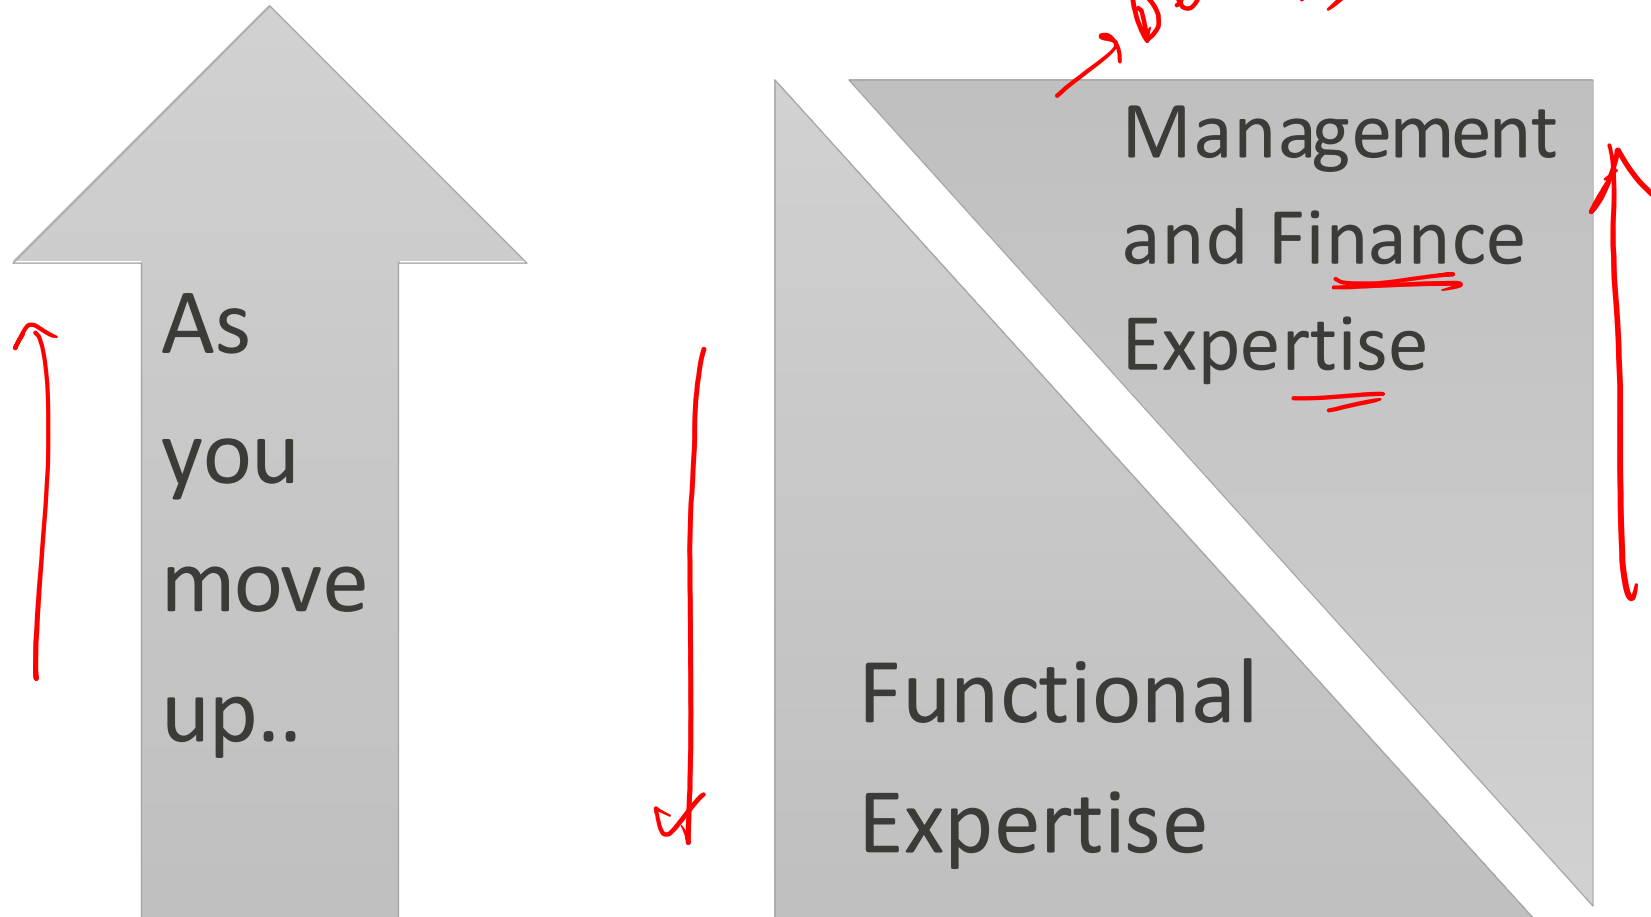 As
you
move
up..
Management
and Finance
Expertise
Functional
Expertise